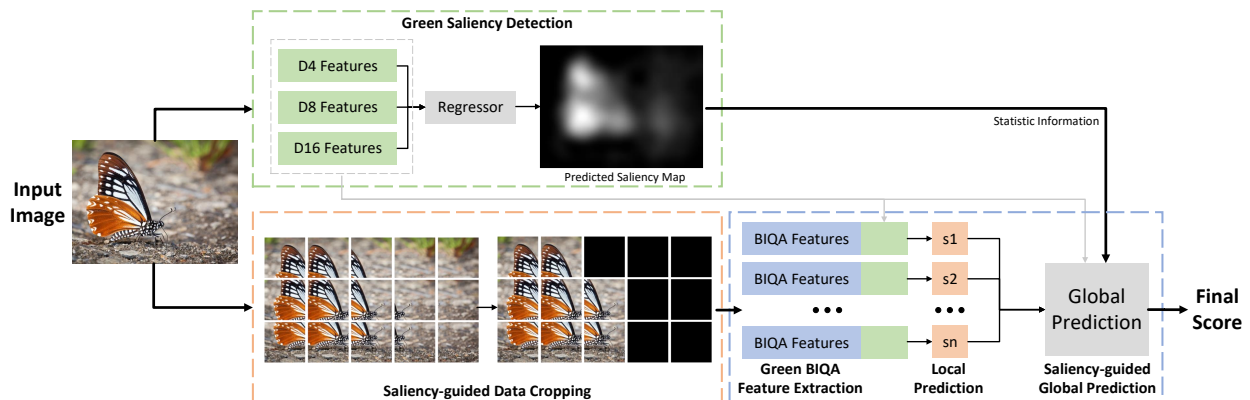 Green Saliency Detection
D4 Features
D8 Features
D16 Features
Regressor
Predicted Saliency Map
Statistic Information
Input
Image
Saliency-guided Data Cropping
BIQA Features
s1
BIQA Features
s2
BIQA Features
sn
Green BIQA
Feature Extraction
Local
Prediction
Global
Prediction
Saliency-guided
Global Prediction
Final
Score